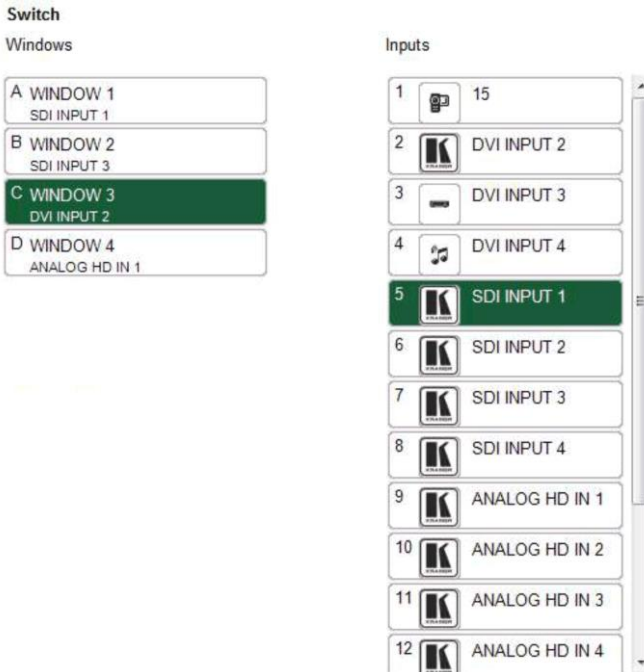 Switch
Windows
A WINDOW 1
SDI INPUT 1
B WINDOW 2
SDI INPUT 3
C WINDOW 3
DVI INPUT 2
D WINDOW 4
ANALOG HD IN 1
Inputs
1 15
2 DVI INPUT 2
3 DVI INPUT 3
4 DVI INPUT 4
5 SDI INPUT 1
6 SDI INPUT 2
7 SDI INPUT 3
8 SDI INPUT 4
9 ANALOG HD IN 1
10 ANALOG HD IN 2
11 ANALOG HD IN 3
12 ANALOG HD IN 4